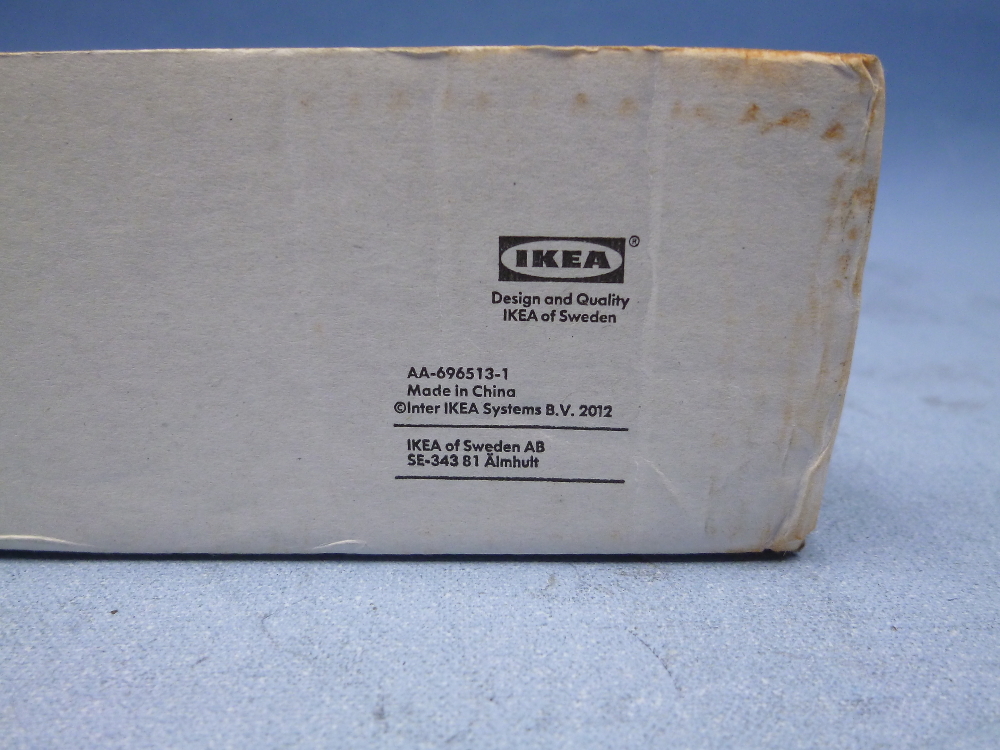 IKEA®
Design and Quality
IKEA of Sweden
AA-696513-1
Made in China
©Inter IKEA Systems B.V. 2012
IKEA of Sweden AB
SE-343 81 Älmhult